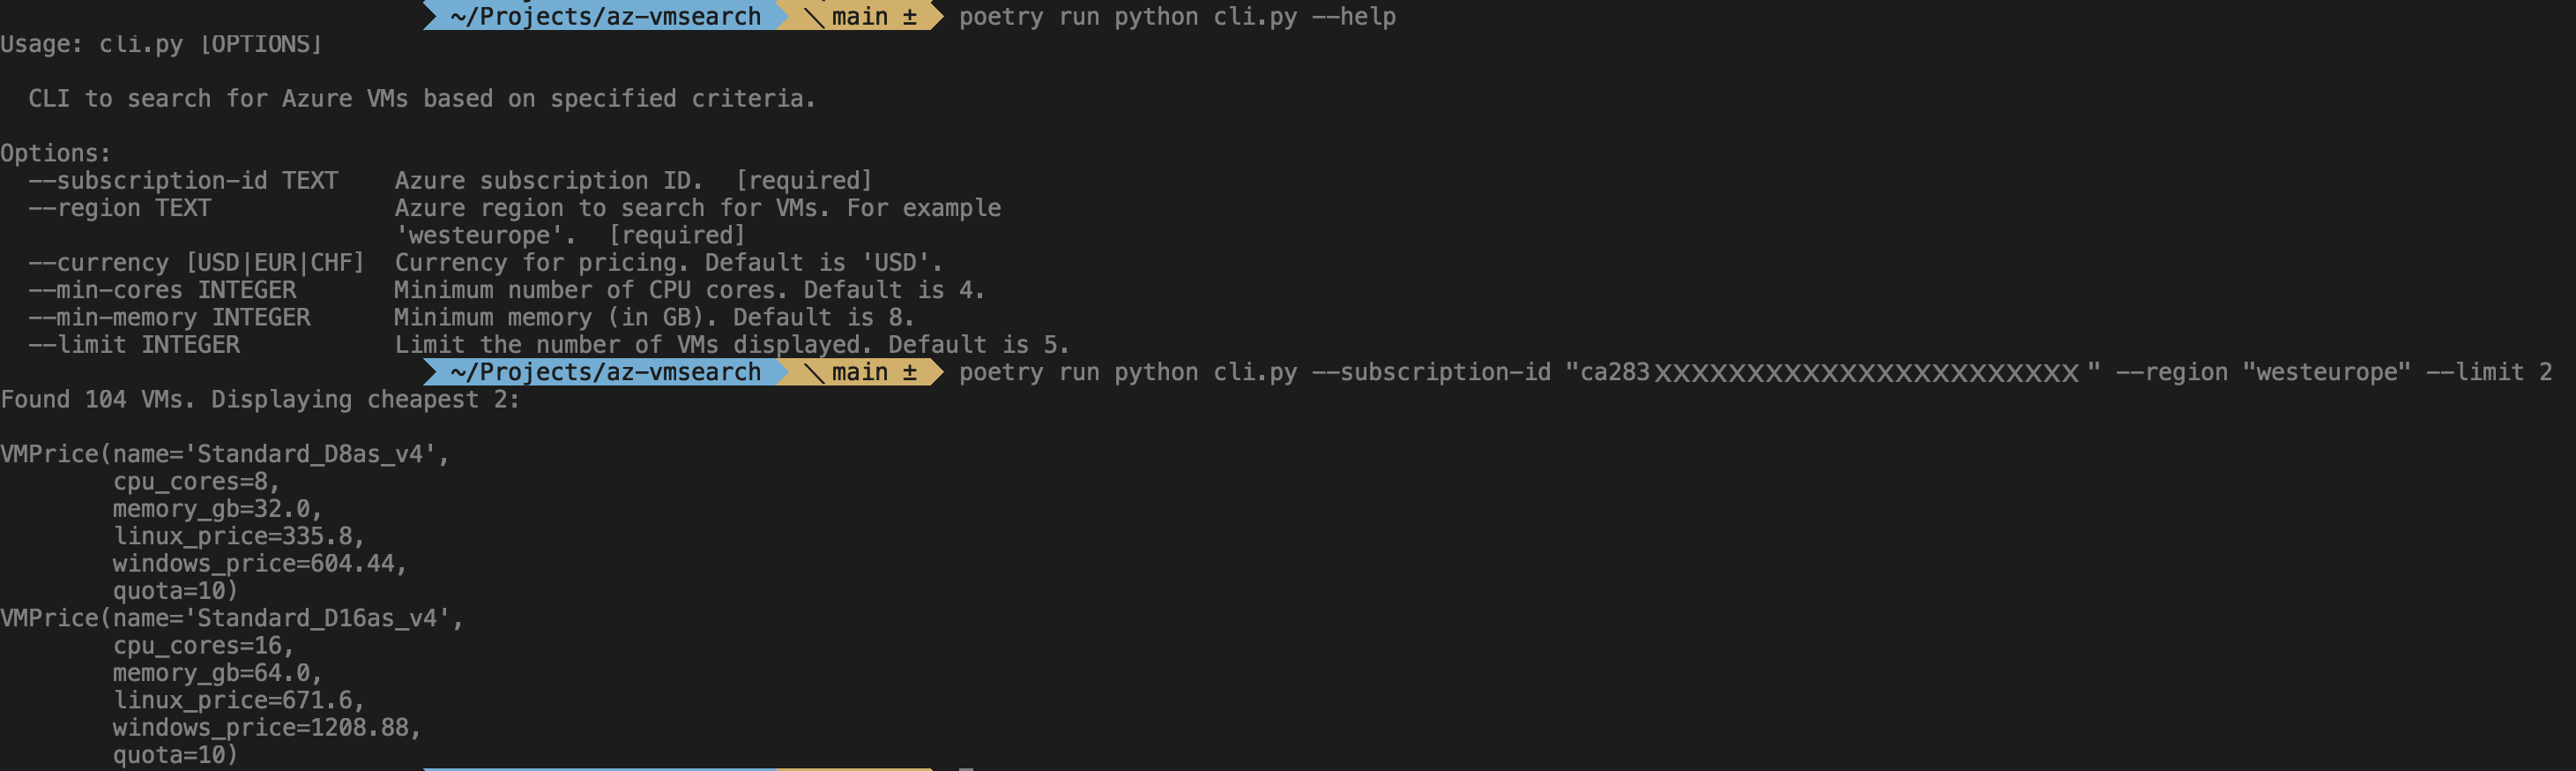 ~/Projects/az-vmsearch main ± poetry run python cli.py --help
Usage: cli.py [OPTIONS]
CLI to search for Azure VMs based on specified criteria.
Options:
--subscription-id TEXT Azure subscription ID. [required]
--region TEXT Azure region to search for VMs. For example
'westeurope'. [required]
--currency [USD|EUR|CHF] Currency for pricing. Default is 'USD'.
--min-cores INTEGER Minimum number of CPU cores. Default is 4.
--min-memory INTEGER Minimum memory (in GB). Default is 8.
--limit INTEGER Limit the number of VMs displayed. Default is 5.
~/Projects/az-vmsearch main ± poetry run python cli.py --subscription-id "ca283XXXXXXXXXXXXXXXXXXXXXXX" --region "westeurope" --limit 2
Found 104 VMs. Displaying cheapest 2:
VMPrice(name='Standard_D8as_v4',
cpu_cores=8,
memory_gb=32.0,
linux_price=335.8,
windows_price=604.44,
quota=10)
VMPrice(name='Standard_D16as_v4',
cpu_cores=16,
memory_gb=64.0,
linux_price=671.6,
windows_price=1208.88,
quota=10)